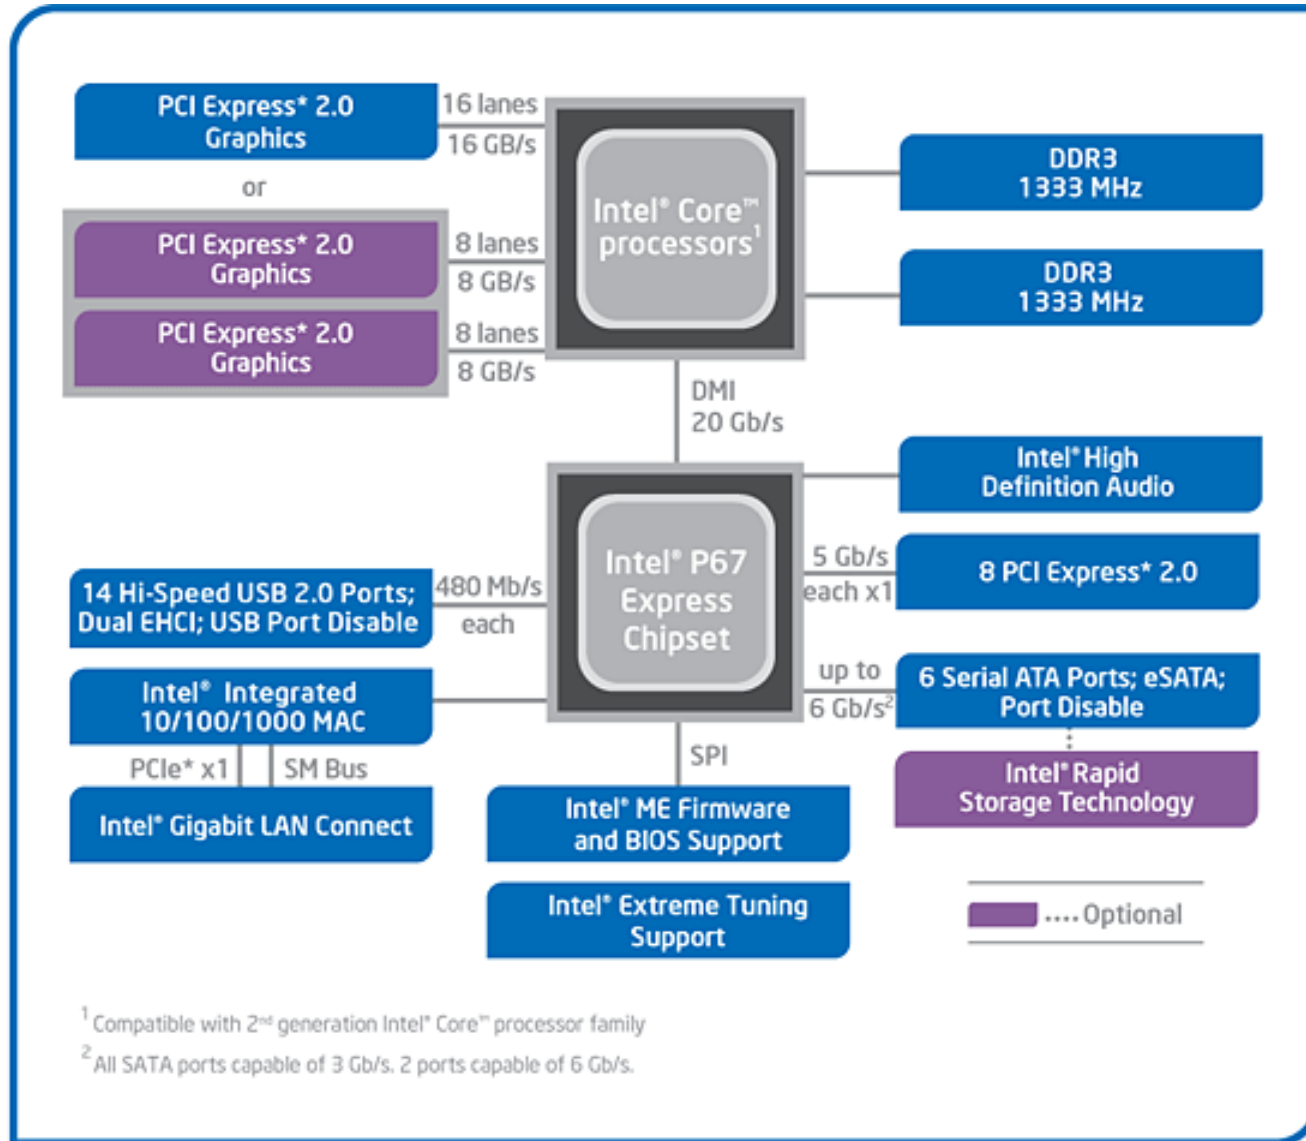 PCI Express* 2.0
Graphics
16 lanes
16 GB/s
or
PCI Express* 2.0
Graphics
8 lanes
8 GB/s
PCI Express* 2.0
Graphics
8 lanes
8 GB/s
Intel® Core™
processors¹
DDR3
1333 MHz
DDR3
1333 MHz
DMI
20 Gb/s
Intel® High
Definition Audio
Intel® P67
Express
Chipset
5 Gb/s
each x1
8 PCI Express* 2.0
14 Hi-Speed USB 2.0 Ports;
Dual EHCI; USB Port Disable
480 Mb/s
each
Intel® Integrated
10/100/1000 MAC
up to
6 Gb/s²
6 Serial ATA Ports; eSATA;
Port Disable
PCIe* x1
SM Bus
SPI
Intel® Rapid
Storage Technology
Intel® Gigabit LAN Connect
Intel® ME Firmware
and BIOS Support
Intel® Extreme Tuning
Support
.... Optional
¹ Compatible with 2ⁿᵈ generation Intel® Core™ processor family
² All SATA ports capable of 3 Gb/s. 2 ports capable of 6 Gb/s.